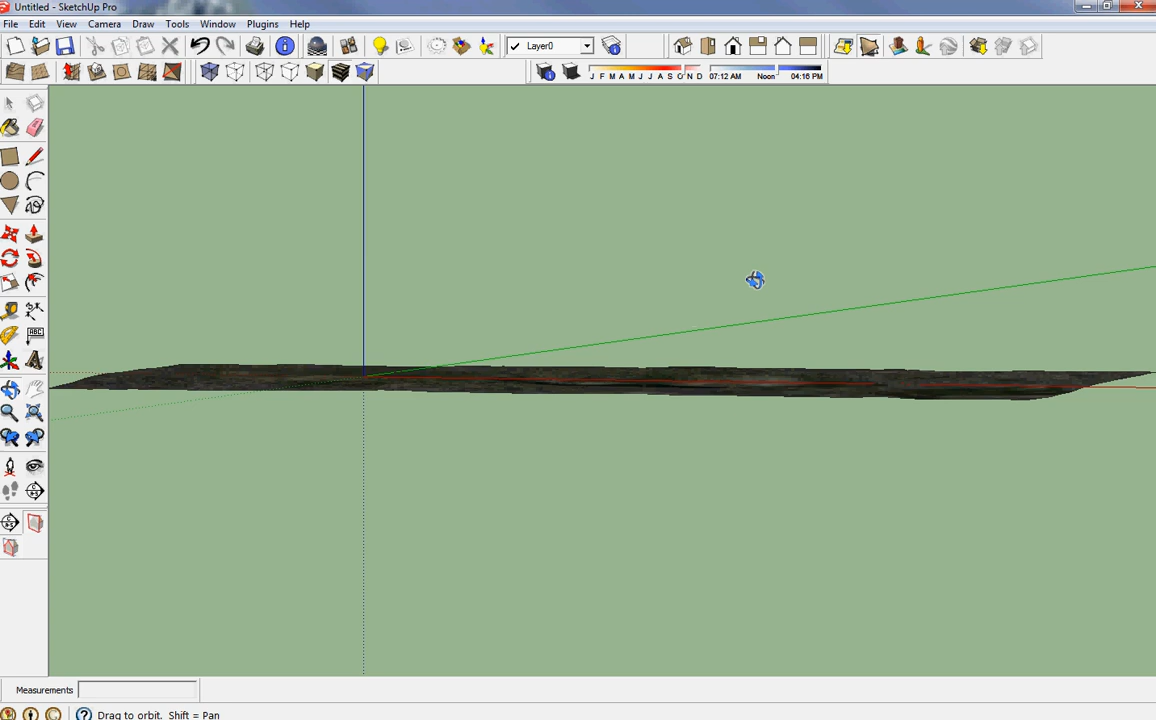 Untitled - SketchUp Pro
File Edit View Camera Draw Tools Window Plugins Help
Layer0
J F M A M J J A S O N D 07:12 AM Noon 04:16 PM
ABC
Measurements
Drag to orbit. Shift = Pan